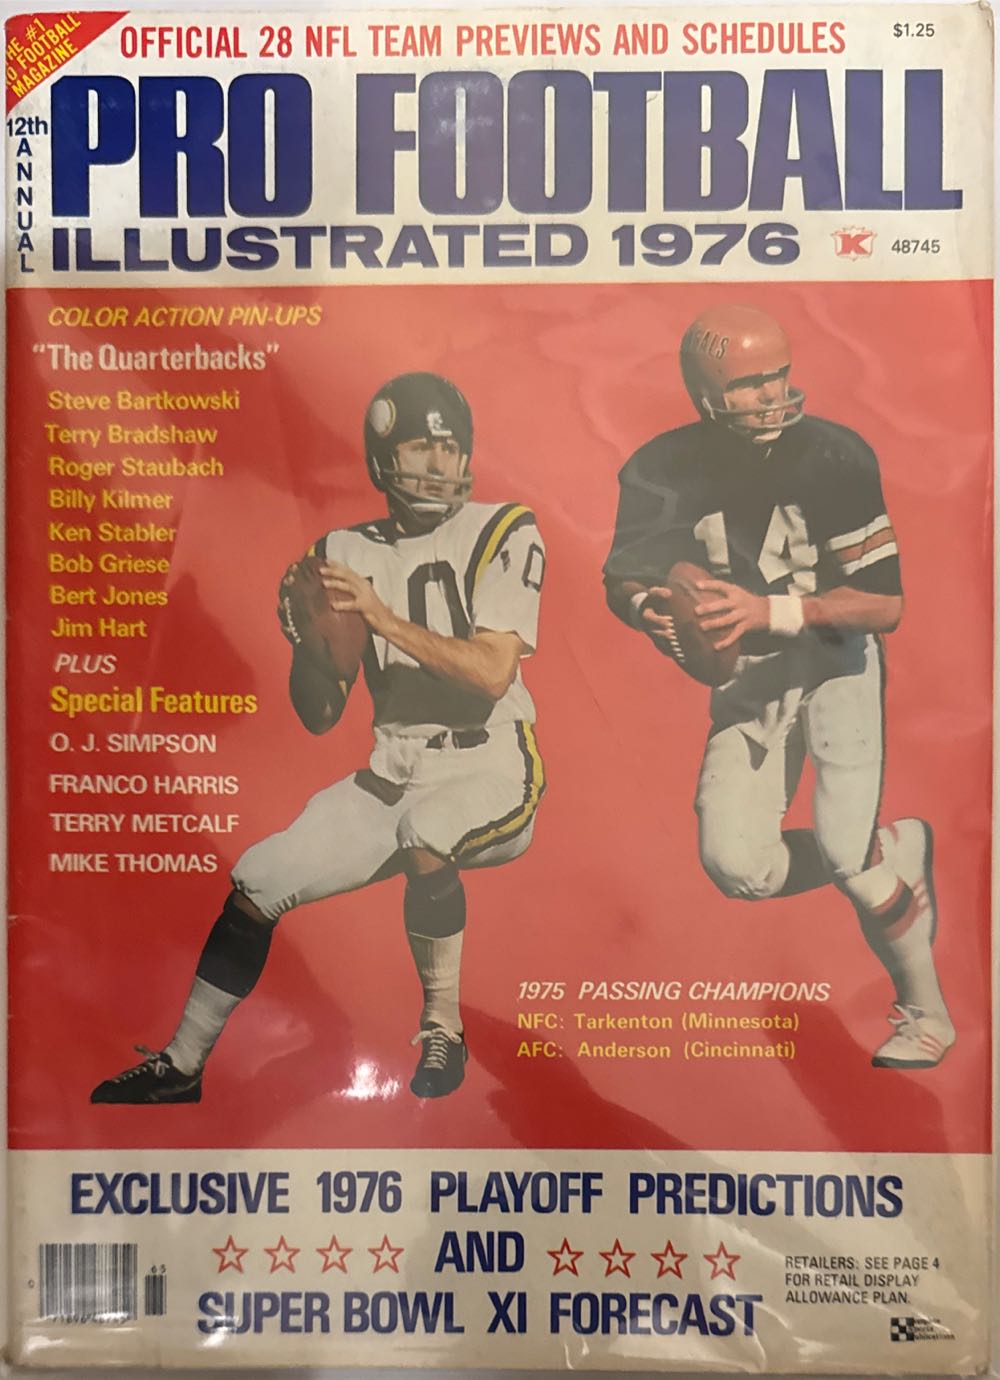 THE #1
PRO FOOTBALL
MAGAZINE
OFFICIAL 28 NFL TEAM PREVIEWS AND SCHEDULES
$1.25
12th
ANNUAL
PRO FOOTBALL
ILLUSTRATED 1976
K
48745
COLOR ACTION PIN-UPS
"The Quarterbacks"
Steve Bartkowski
Terry Bradshaw
Roger Staubach
Billy Kilmer
Ken Stabler
Bob Griese
Bert Jones
Jim Hart
PLUS
Special Features
O. J. SIMPSON
FRANCO HARRIS
TERRY METCALF
MIKE THOMAS
10
10
14
1975 PASSING CHAMPIONS
NFC: Tarkenton (Minnesota)
AFC: Anderson (Cincinnati)
EXCLUSIVE 1976 PLAYOFF PREDICTIONS
AND
SUPER BOWL XI FORECAST
RETAILERS: SEE PAGE 4
FOR RETAIL DISPLAY
ALLOWANCE PLAN.
0
65